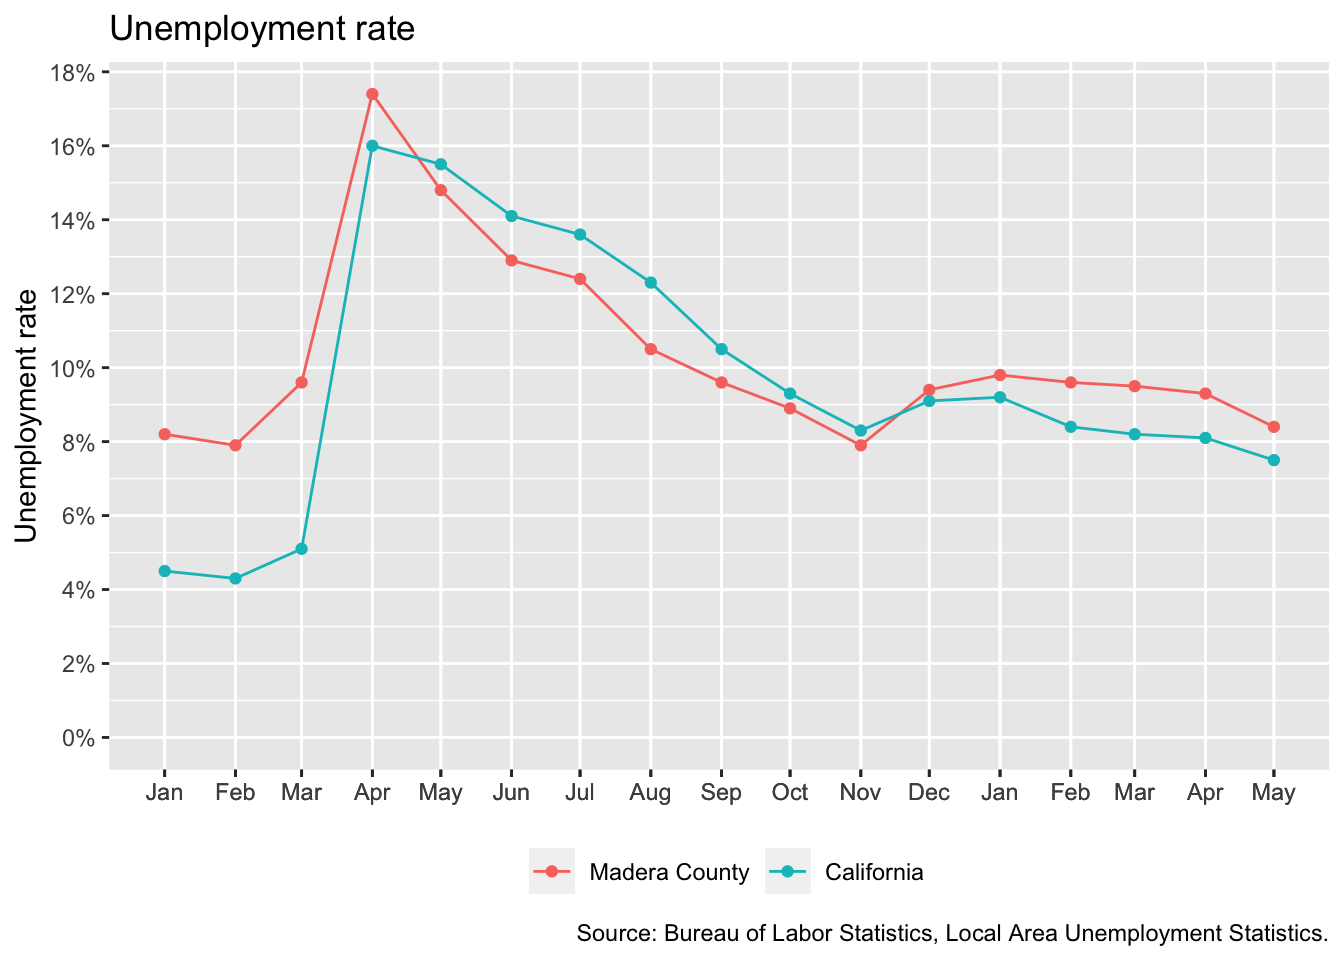 Unemployment rate
Unemployment rate
18%
16%
14%
12%
10%
8%
6%
4%
2%
0%
Jan Feb Mar Apr May Jun Jul Aug Sep Oct Nov Dec Jan Feb Mar Apr May
Madera County California
Source: Bureau of Labor Statistics, Local Area Unemployment Statistics.